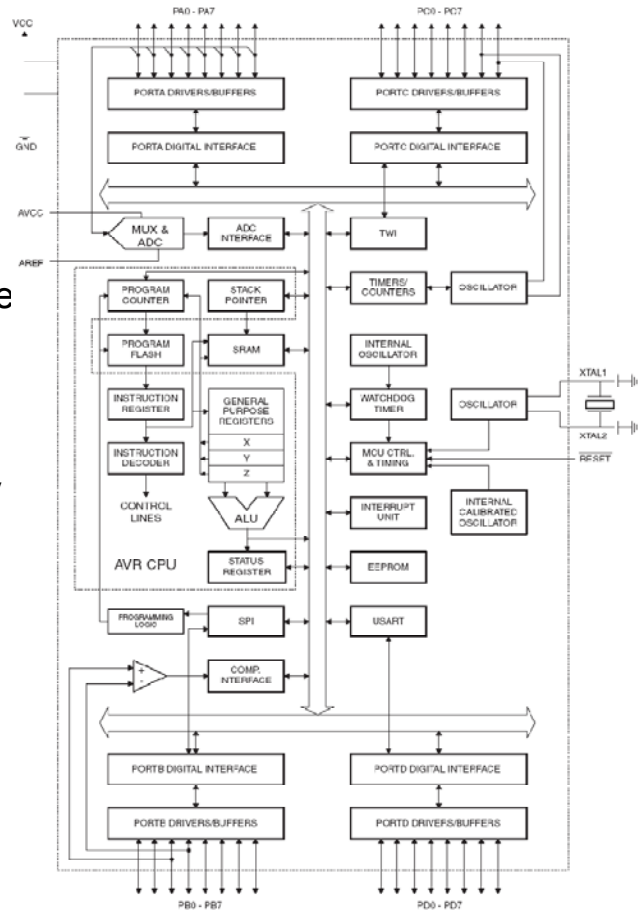 PA0 - PA7
PC0 - PC7
VCC
PORTA DRIVERS/BUFFERS
PORTC DRIVERS/BUFFERS
GND
PORTA DIGITAL INTERFACE
PORTC DIGITAL INTERFACE
AVCC
MUX &
ADC
ADC
INTERFACE
TWI
AREF
e
PROGRAM
COUNTER
STACK
POINTER
TIMERS/
COUNTERS
OSCILLATOR
PROGRAM
FLASH
SRAM
INTERNAL
OSCILLATOR
XTAL1
INSTRUCTION
REGISTER
GENERAL
PURPOSE
REGISTERS
X
Y
Z
WATCHDOG
TIMER
OSCILLATOR
XTAL2
INSTRUCTION
DECODER
MCU CTRL.
& TIMING
RESET
CONTROL
LINES
ALU
INTERRUPT
UNIT
INTERNAL
CALIBRATED
OSCILLATOR
AVR CPU
STATUS
REGISTER
EEPROM
PROGRAMMING
LOGIC
SPI
USART
+
-
COMP.
INTERFACE
PORTB DIGITAL INTERFACE
PORTD DIGITAL INTERFACE
PORTB DRIVERS/BUFFERS
PORTD DRIVERS/BUFFERS
PB0 - PB7
PD0 - PD7